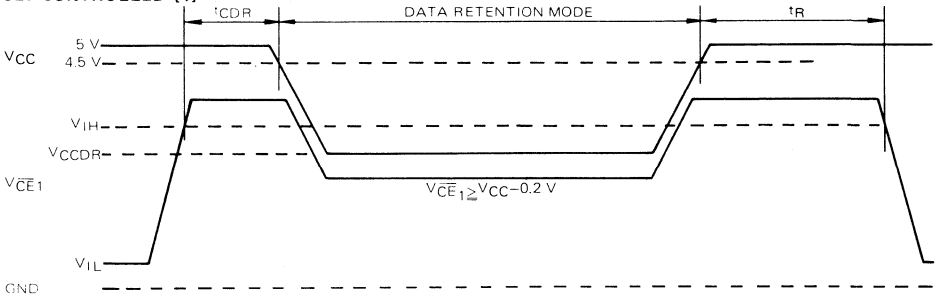 tCDR
DATA RETENTION MODE
tR
5 V
VCC
4.5 V
VIH
VCCDR
VCE1
VCE1≥VCC−0.2 V
VIL
GND